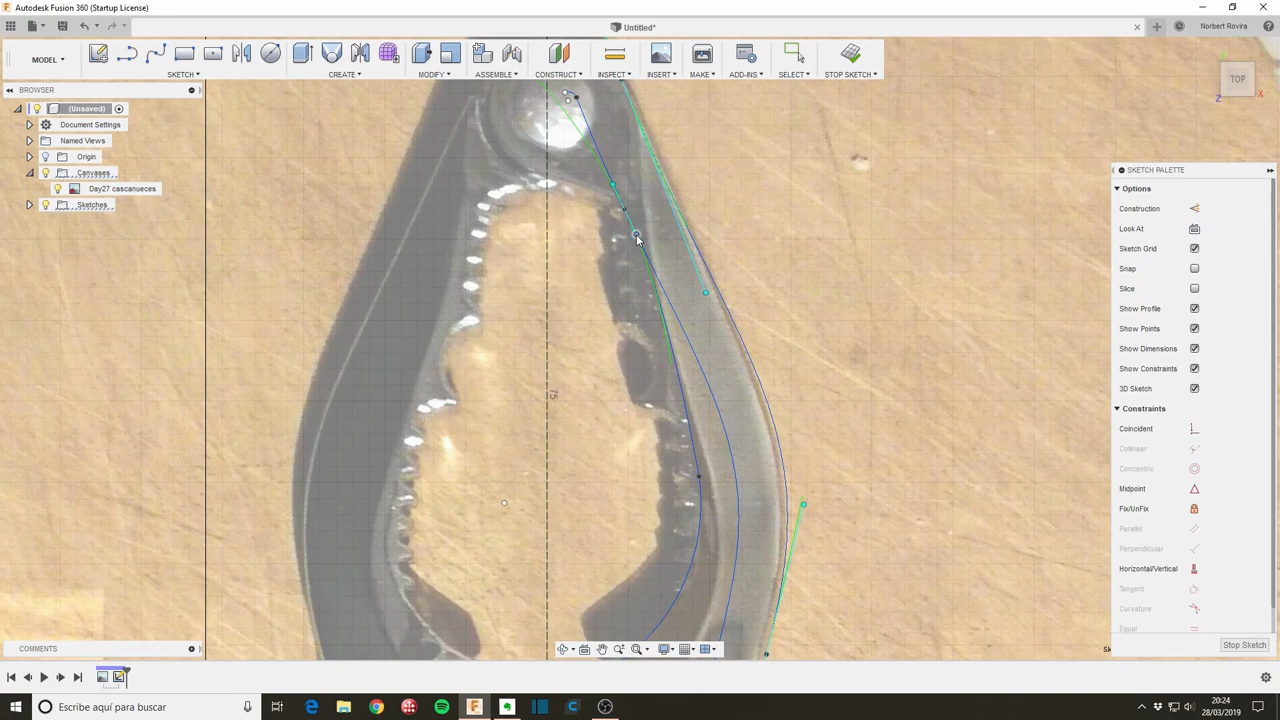 Autodesk Fusion 360 (Startup License)
Untitled*
Norbert Rovira
MODEL
SKETCH
CREATE
MODIFY
ASSEMBLE
CONSTRUCT
INSPECT
INSERT
MAKE
ADD-INS
SELECT
STOP SKETCH
BROWSER
(Unsaved)
Document Settings
Named Views
Origin
Canvases
Day27 cascanueces
Sketches
TOP
Z
X
75
SKETCH PALETTE
Options
Construction
Look At
Sketch Grid
Snap
Slice
Show Profile
Show Points
Show Dimensions
Show Constraints
3D Sketch
Constraints
Coincident
Collinear
Concentric
Midpoint
Fix/UnFix
Parallel
Perpendicular
Horizontal/Vertical
Tangent
Curvature
Equal
Stop Sketch
COMMENTS
Escribe aquí para buscar
20:24
28/03/2019